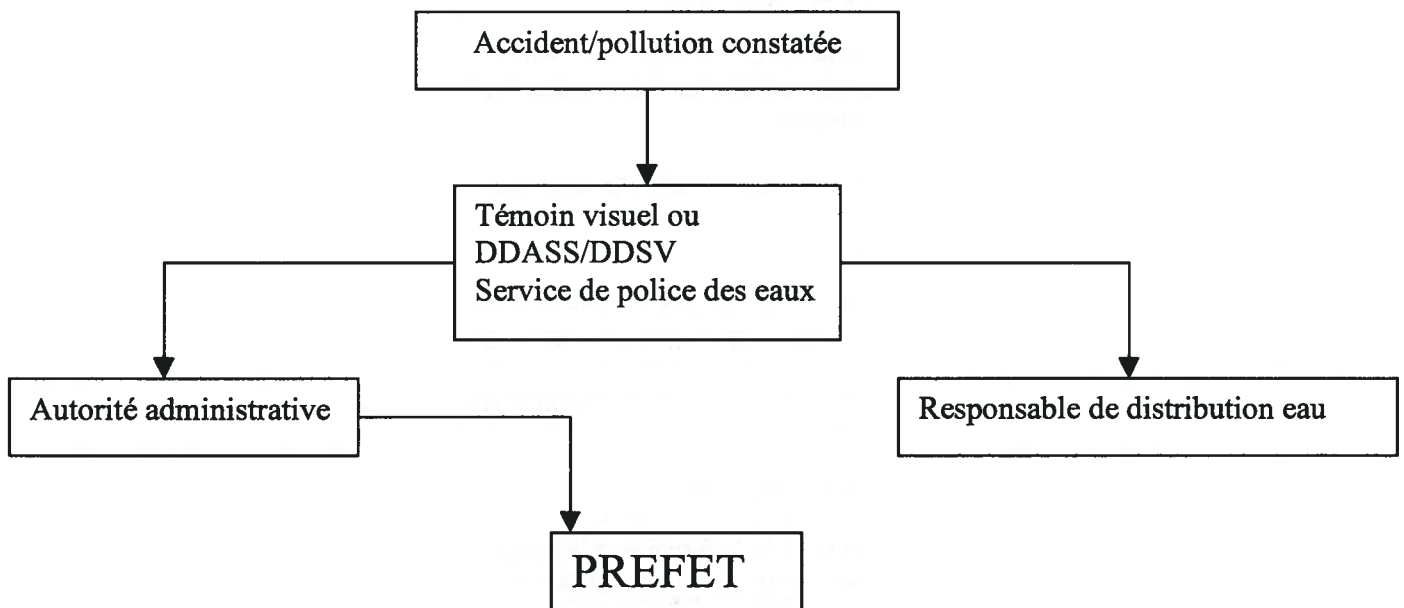 Accident/pollution constatée
Témoin visuel ou
DDASS/DDSV
Service de police des eaux
Autorité administrative
Responsable de distribution eau
PREFET